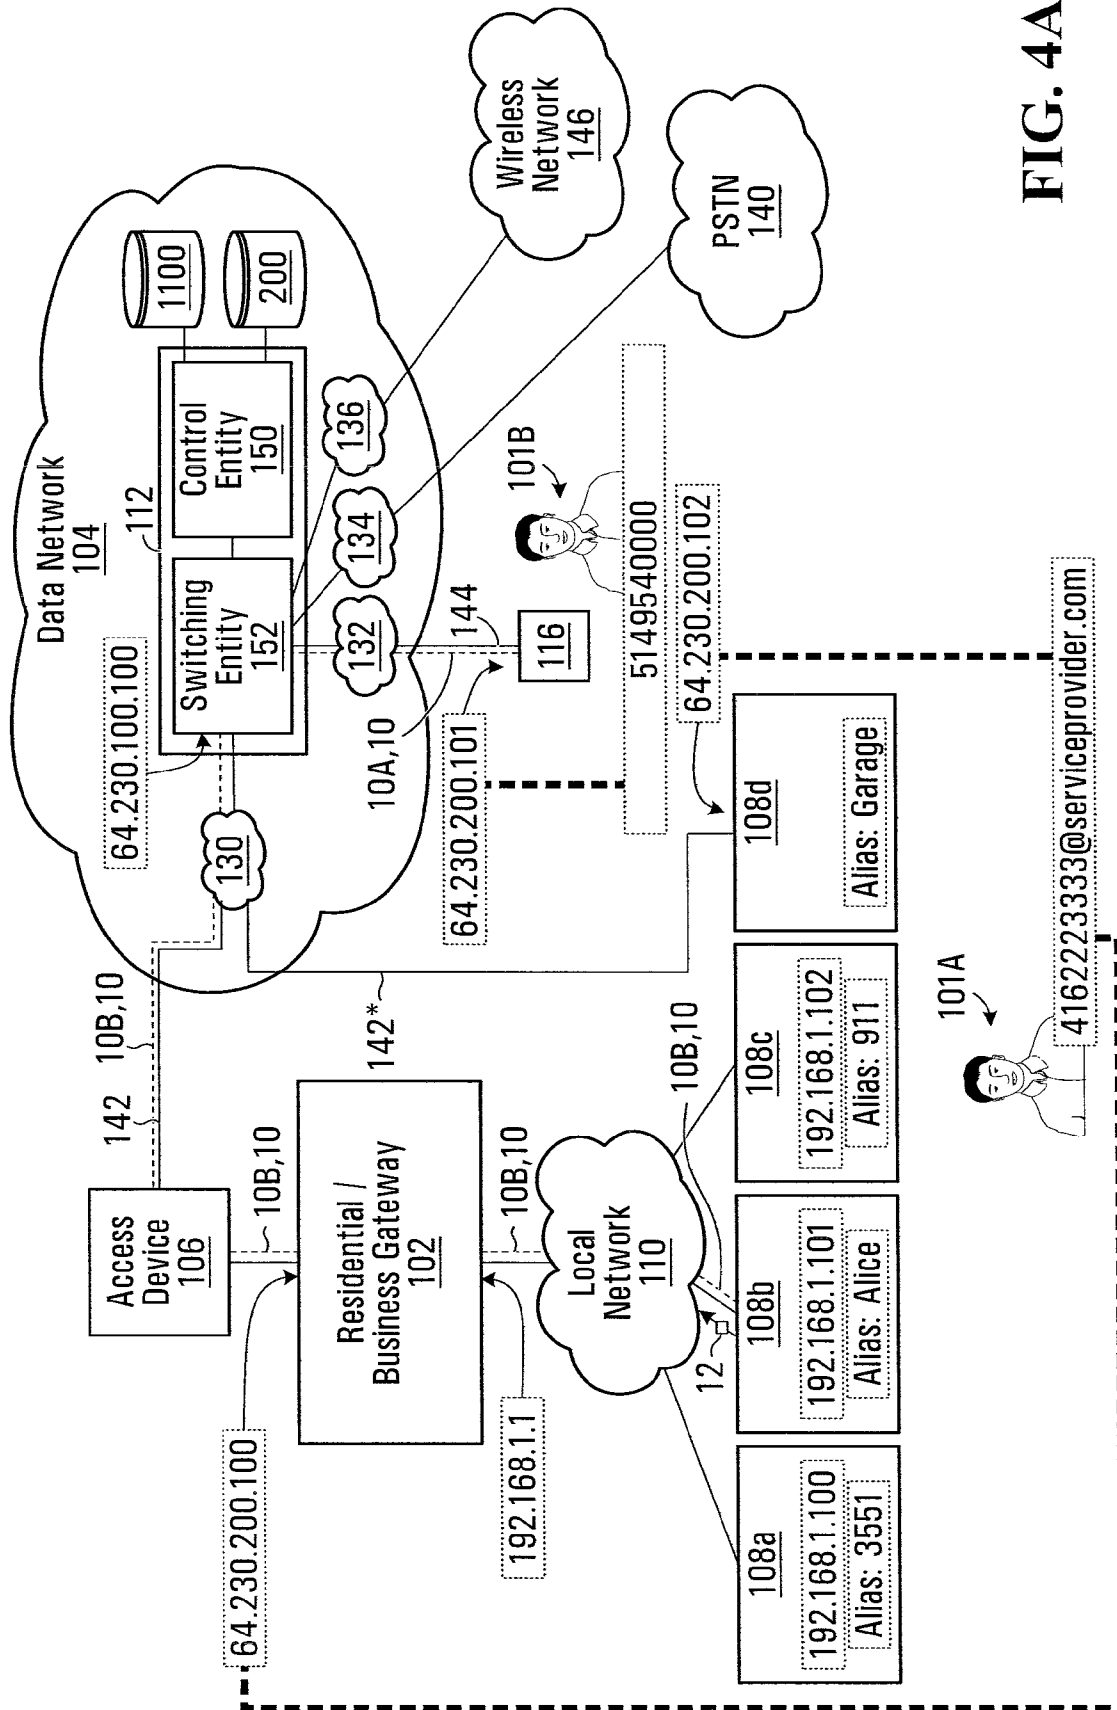 Data Network
104
112
64.230.100.100
Switching
Entity
152
Control
Entity
150
1100
200
130
132
134
136
Wireless
Network
146
PSTN
140
Access
Device
106
142
10B,10
10B,10
64.230.200.100
Residential /
Business Gateway
102
192.168.1.1
10B,10
142*
Local
Network
110
12
10B,10
10A,10
144
64.230.200.101
116
101B
5149540000
64.230.200.102
108a
192.168.1.100
Alias: 3551
108b
192.168.1.101
Alias: Alice
108c
192.168.1.102
Alias: 911
108d
Alias: Garage
101A
4162223333@serviceprovider.com
FIG. 4A